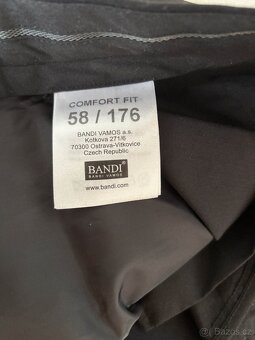 COMFORT FIT
58 / 176
BANDI VAMOS a.s.
Kotkova 271/6
70300 Ostrava-Vítkovice
Czech Republic
BANDI
BANDI VAMOS
www.bandi.com
Bazoš.cz